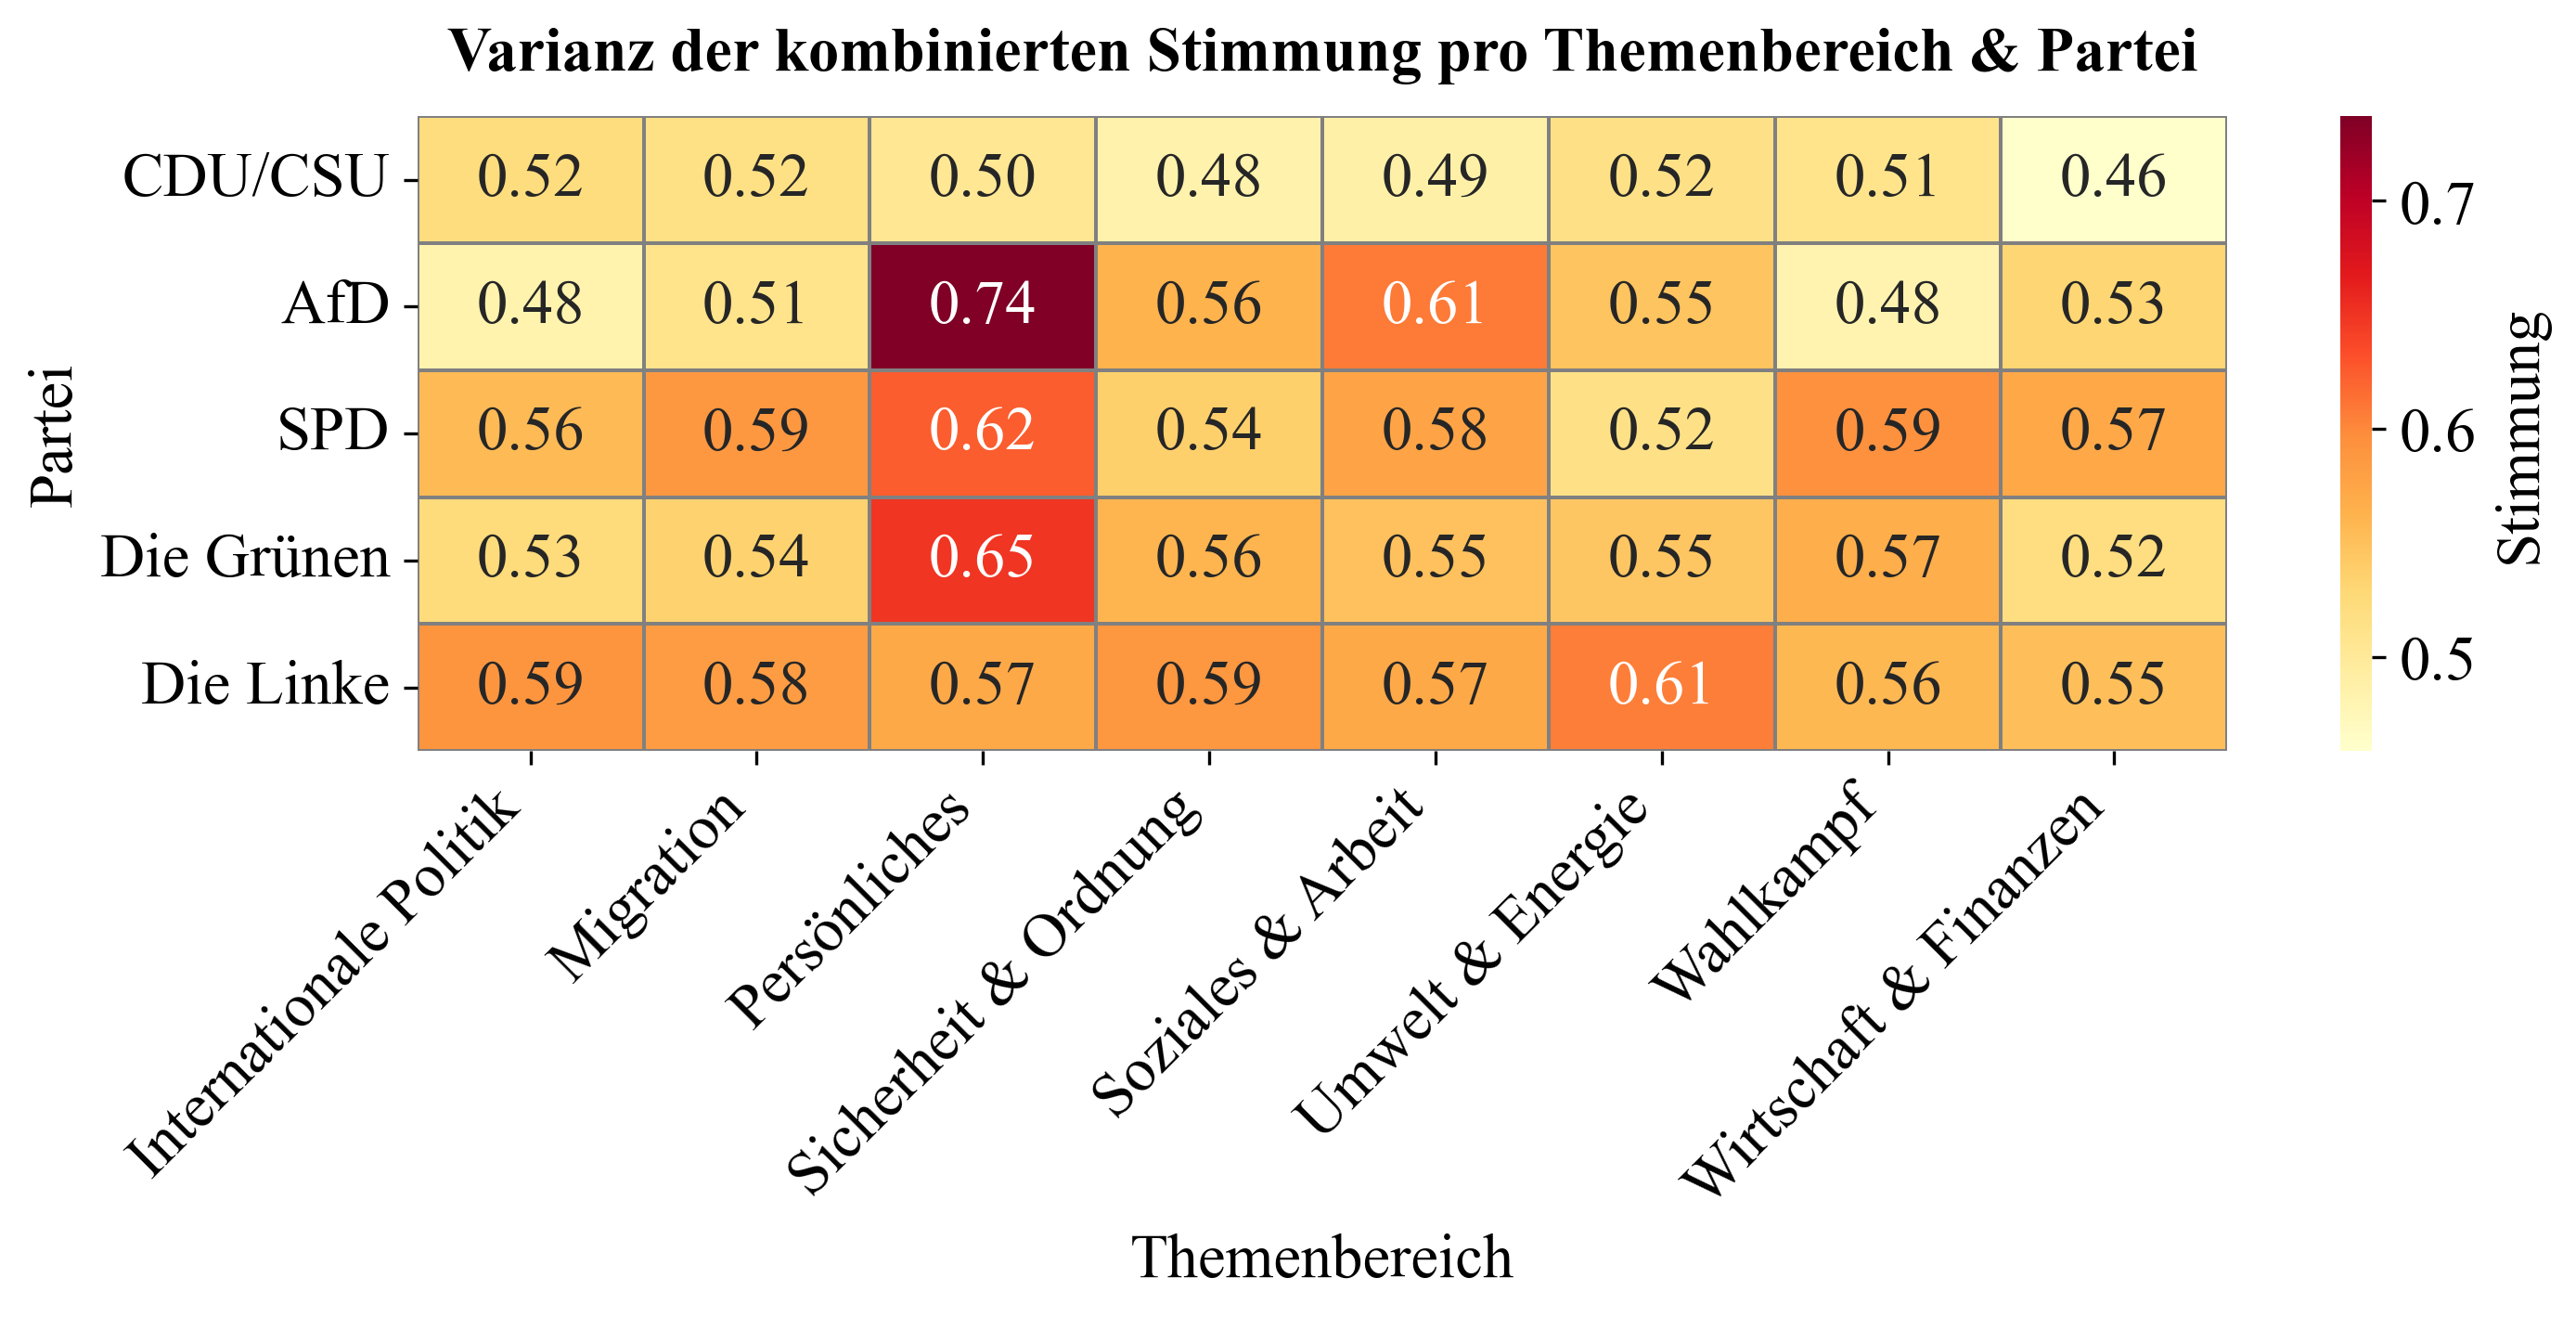 Varianz der kombinierten Stimmung pro Themenbereich & Partei
Partei
CDU/CSU 0.52 0.52 0.50 0.48 0.49 0.52 0.51 0.46
AfD 0.48 0.51 0.74 0.56 0.61 0.55 0.48 0.53
SPD 0.56 0.59 0.62 0.54 0.58 0.52 0.59 0.57
Die Grünen 0.53 0.54 0.65 0.56 0.55 0.55 0.57 0.52
Die Linke 0.59 0.58 0.57 0.59 0.57 0.61 0.56 0.55
Internationale Politik
Migration
Persönliches
Sicherheit & Ordnung
Soziales & Arbeit
Umwelt & Energie
Wahlkampf
Wirtschaft & Finanzen
Themenbereich
0.7
0.6
0.5
Stimmung